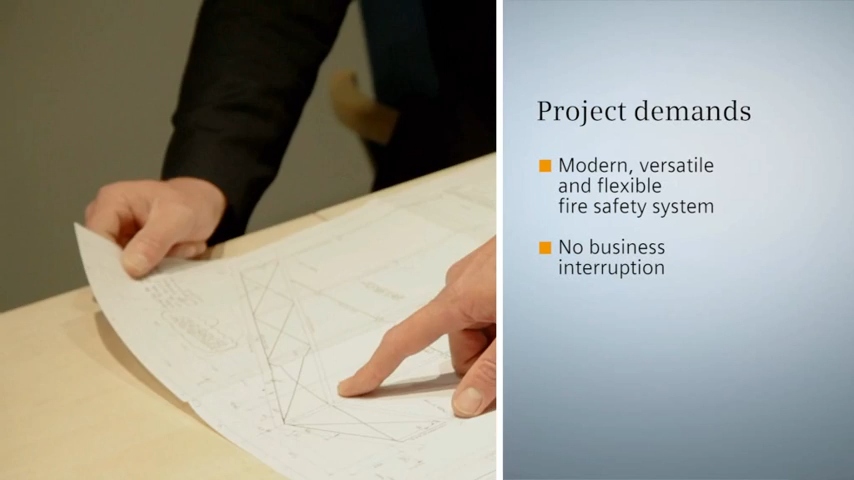 Project demands
Modern, versatile
and flexible
fire safety system
No business
interruption